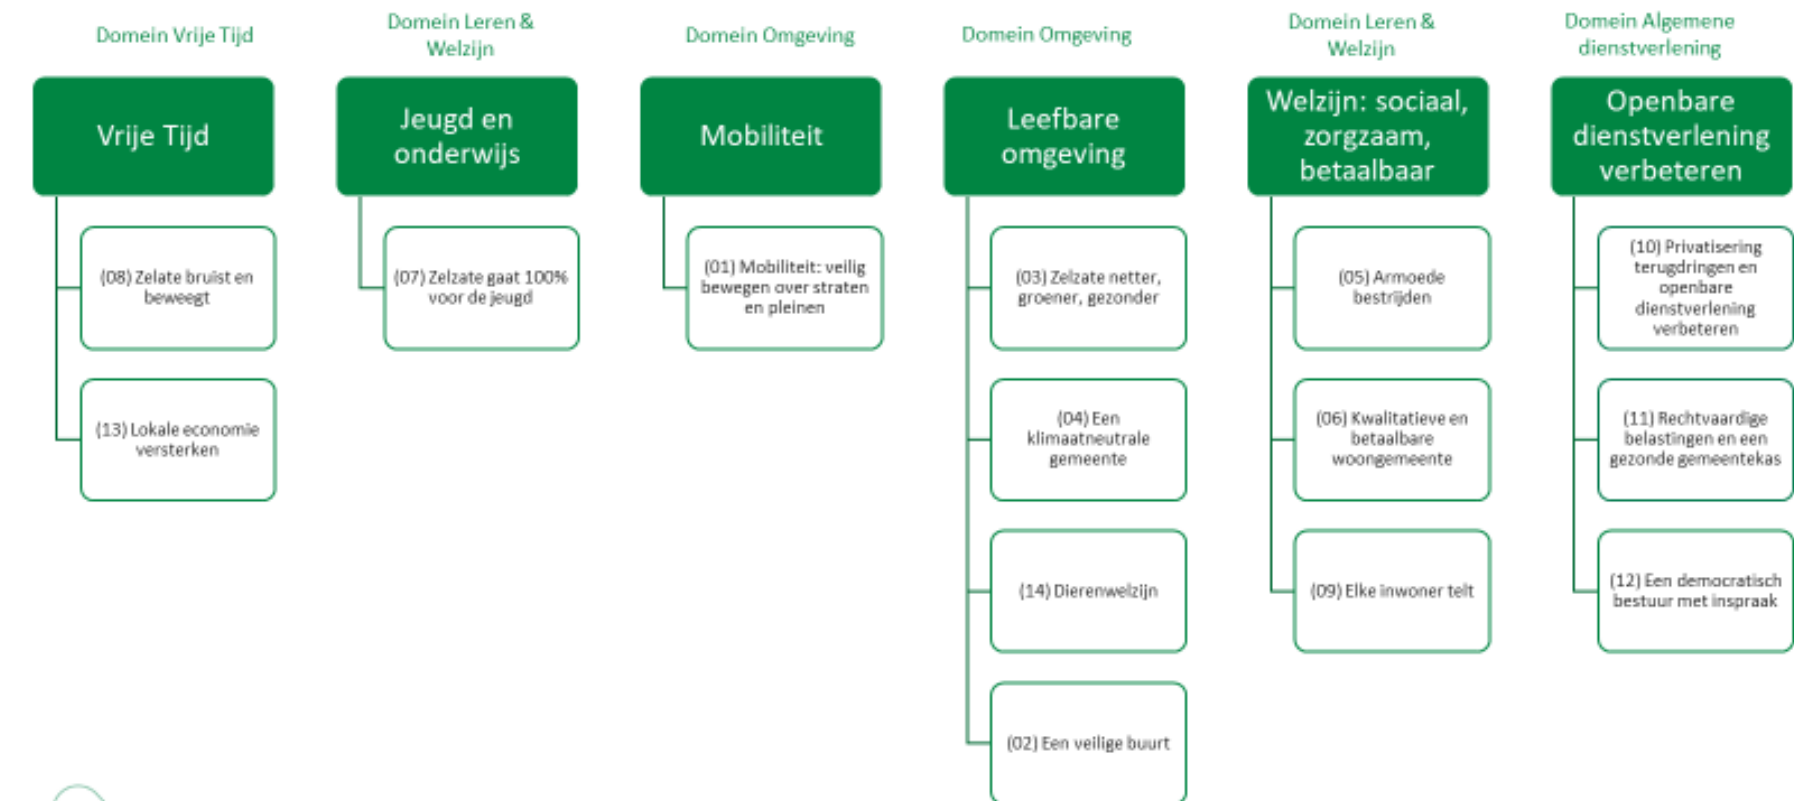 Domein Vrije Tijd
Domein Leren &
Welzijn
Domein Omgeving
Domein Omgeving
Domein Leren &
Welzijn
Domein Algemene
dienstverlening
Vrije Tijd
Jeugd en
onderwijs
Mobiliteit
Leefbare
omgeving
Welzijn: sociaal,
zorgzaam,
betaalbaar
Openbare
dienstverlening
verbeteren
(08) Zelate bruist en
beweegt
(07) Zelzate gaat 100%
voor de jeugd
(01) Mobiliteit: veilig
bewegen over straten
en pleinen
(03) Zelzate netter,
groener, gezonder
(05) Armoede
bestrijden
(10) Privatisering
terugdringen en
openbare
dienstverlening
verbeteren
(13) Lokale economie
versterken
(04) Een
klimaatneutrale
gemeente
(06) Kwalitatieve en
betaalbare
woongemeente
(11) Rechtvaardige
belastingen en een
gezonde gemeentekas
(14) Dierenwelzijn
(09) Elke inwoner telt
(12) Een democratisch
bestuur met inspraak
(02) Een veilige buurt